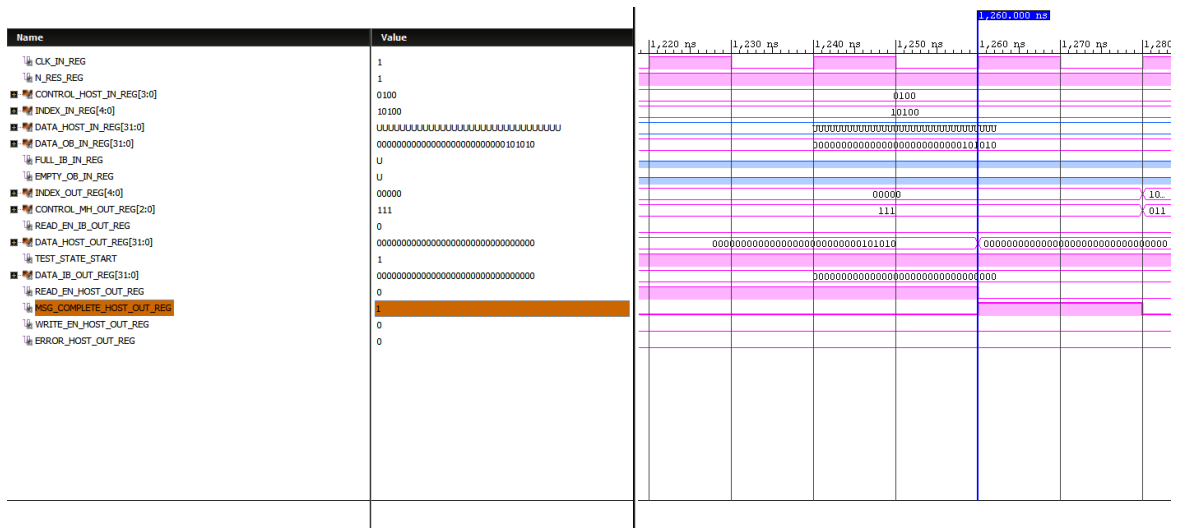 1,260.000 ns
Name Value
1,220 ns 1,230 ns 1,240 ns 1,250 ns 1,260 ns 1,270 ns 1,280
CLK_IN_REG 1
N_RES_REG 1
CONTROL_HOST_IN_REG[3:0] 0100 0100
INDEX_IN_REG[4:0] 10100 10100
DATA_HOST_IN_REG[31:0] UUUUUUUUUUUUUUUUUUUUUUUUUUUUUUUU UUUUUUUUUUUUUUUUUUUUUUUUUUUUUUUU
DATA_OB_IN_REG[31:0] 00000000000000000000000000101010 00000000000000000000000000101010
FULL_IB_IN_REG U
EMPTY_OB_IN_REG U
INDEX_OUT_REG[4:0] 00000 00000 10...
CONTROL_MH_OUT_REG[2:0] 111 111 011
READ_EN_IB_OUT_REG 0
DATA_HOST_OUT_REG[31:0] 00000000000000000000000000000000 00000000000000000000000000101010 00000000000000000000000000000000
TEST_STATE_START 1
DATA_IB_OUT_REG[31:0] 00000000000000000000000000000000 00000000000000000000000000000000
READ_EN_HOST_OUT_REG 0
MSG_COMPLETE_HOST_OUT_REG 1
WRITE_EN_HOST_OUT_REG 0
ERROR_HOST_OUT_REG 0